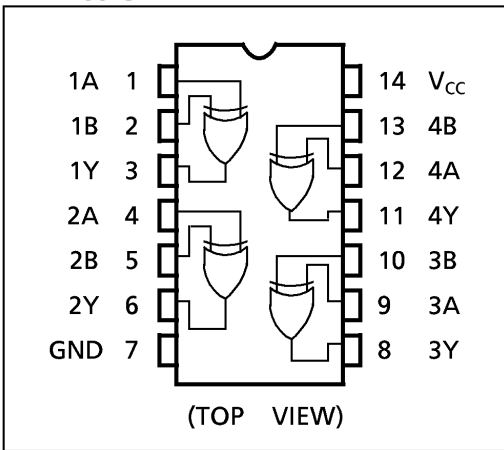 1A 1 14 VCC
1B 2 13 4B
1Y 3 12 4A
2A 4 11 4Y
2B 5 10 3B
2Y 6 9 3A
GND 7 8 3Y
(TOP VIEW)